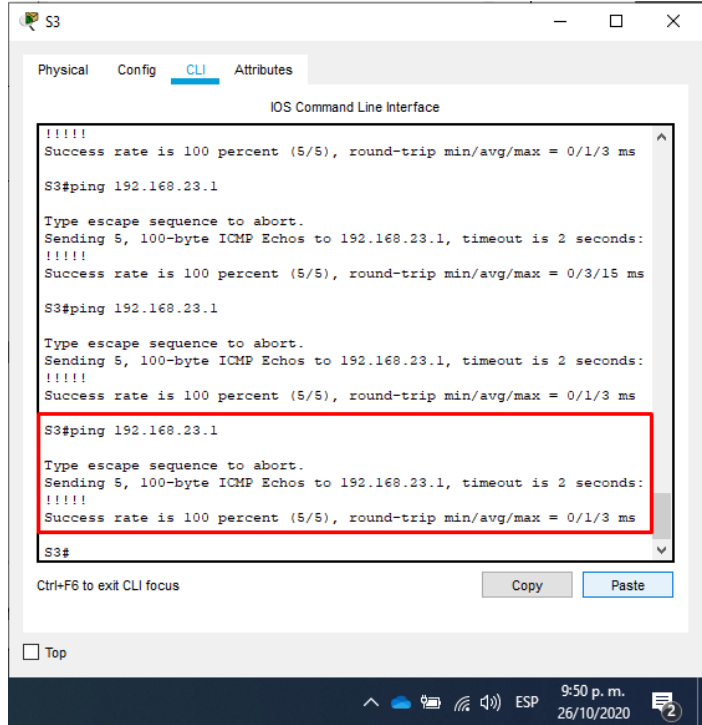 S3
Physical Config CLI Attributes
IOS Command Line Interface
!!!!!
Success rate is 100 percent (5/5), round-trip min/avg/max = 0/1/3 ms
S3#ping 192.168.23.1
Type escape sequence to abort.
Sending 5, 100-byte ICMP Echos to 192.168.23.1, timeout is 2 seconds:
!!!!!
Success rate is 100 percent (5/5), round-trip min/avg/max = 0/3/15 ms
S3#ping 192.168.23.1
Type escape sequence to abort.
Sending 5, 100-byte ICMP Echos to 192.168.23.1, timeout is 2 seconds:
!!!!!
Success rate is 100 percent (5/5), round-trip min/avg/max = 0/1/3 ms
S3#ping 192.168.23.1
Type escape sequence to abort.
Sending 5, 100-byte ICMP Echos to 192.168.23.1, timeout is 2 seconds:
!!!!!
Success rate is 100 percent (5/5), round-trip min/avg/max = 0/1/3 ms
S3#
Ctrl+F6 to exit CLI focus
Copy Paste
Top
ESP
9:50 p. m.
26/10/2020
2